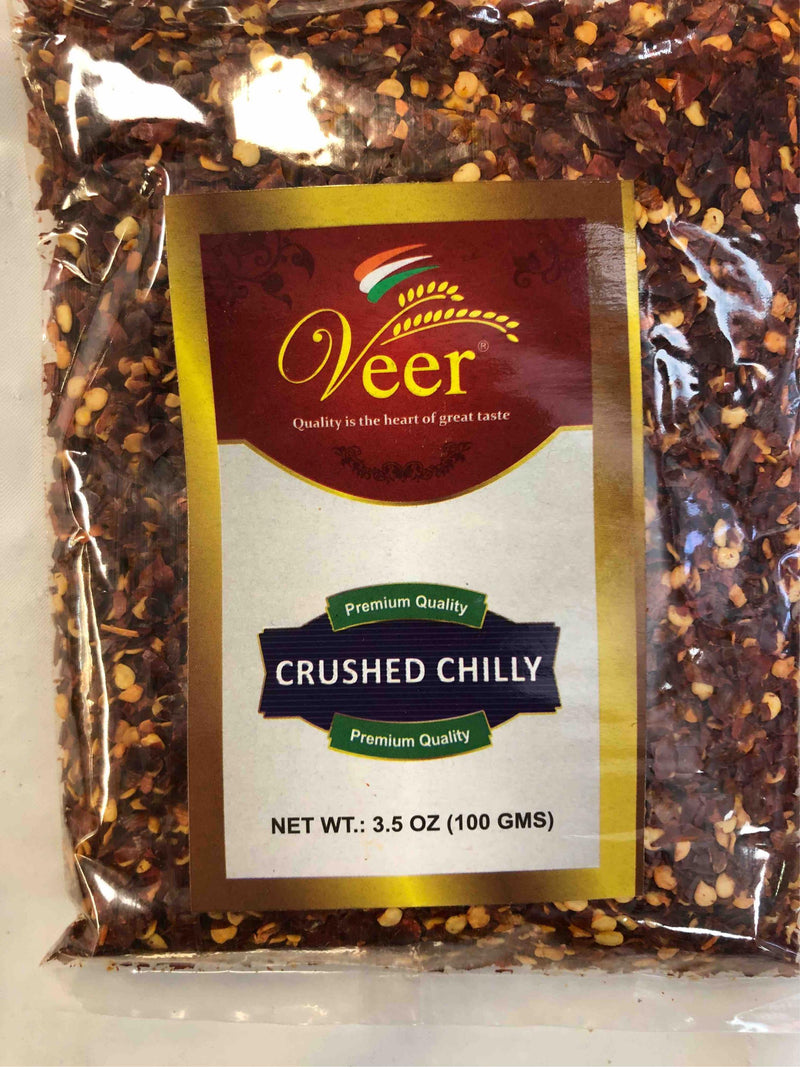 Veer®
Quality is the heart of great taste
Premium Quality
CRUSHED CHILLY
Premium Quality
NET WT.: 3.5 OZ (100 GMS)